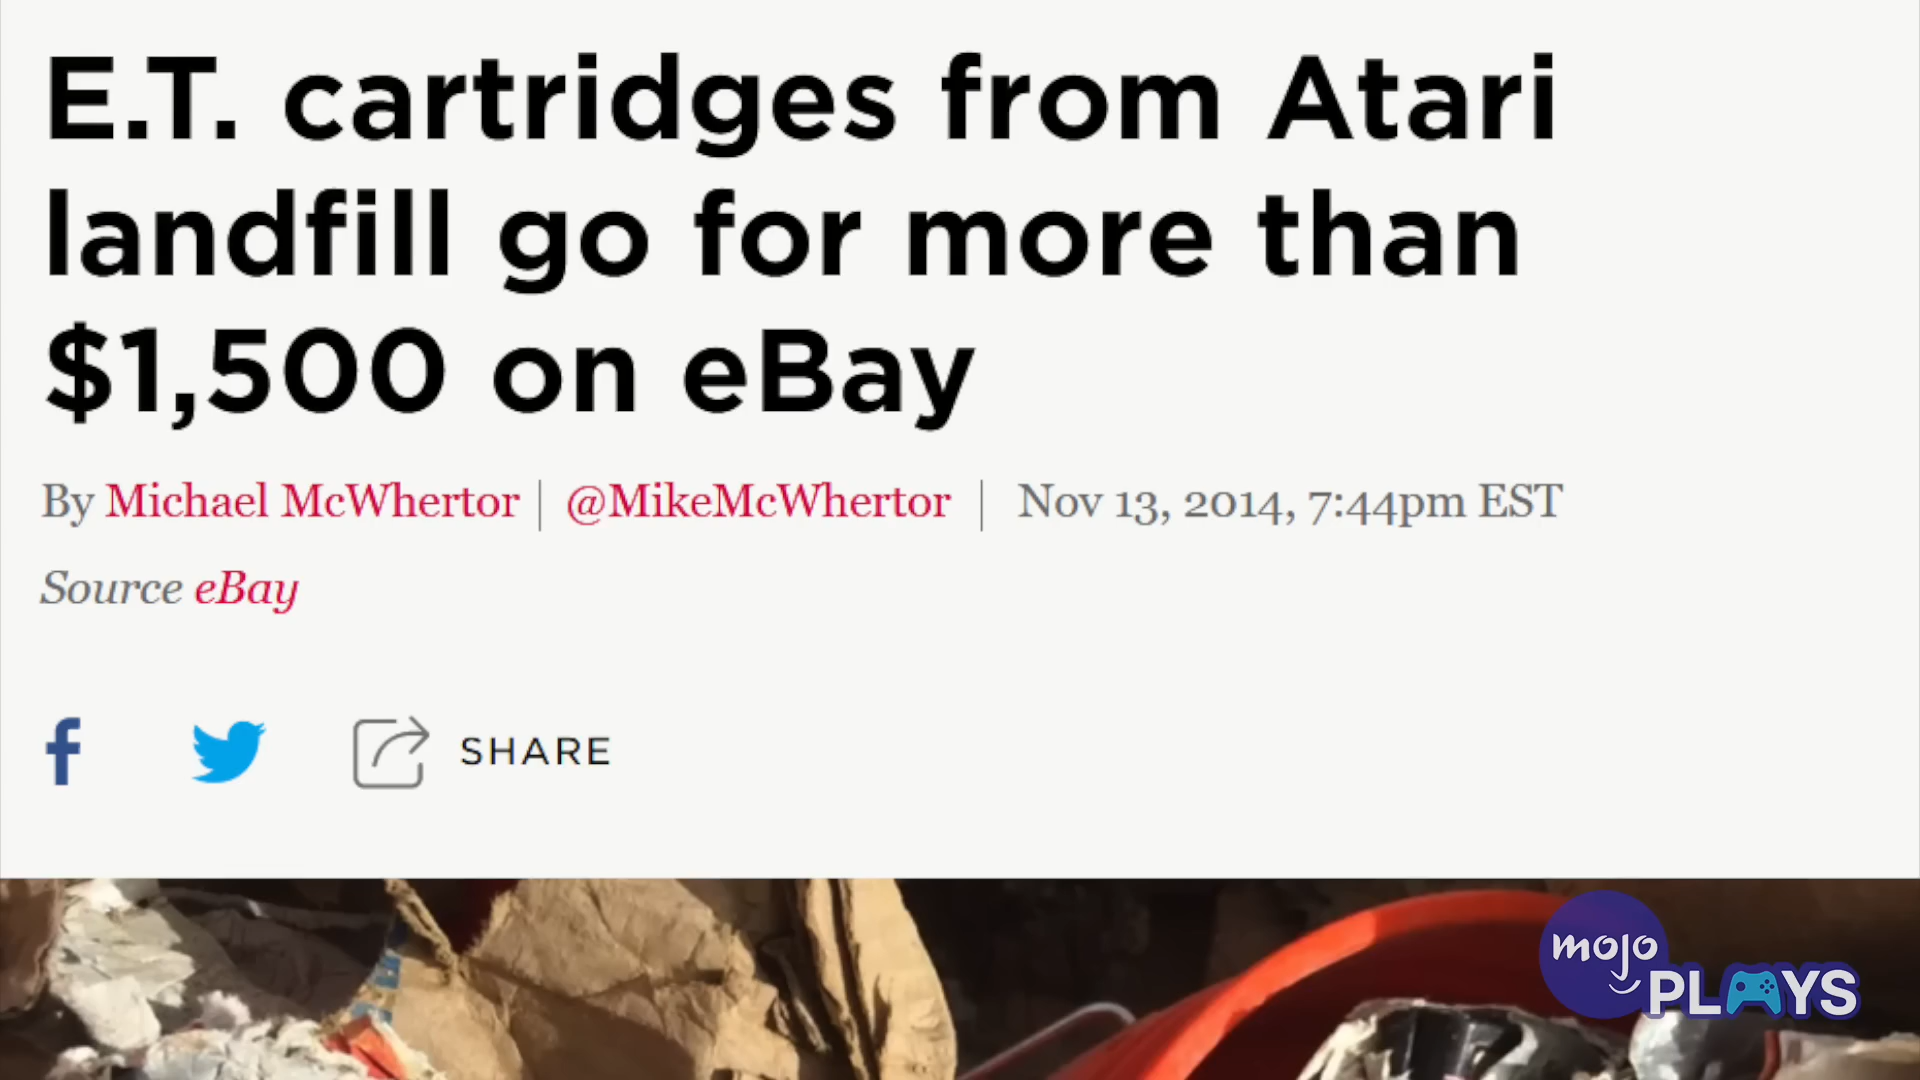 E.T. cartridges from Atari
landfill go for more than
$1,500 on eBay
By Michael McWhertor | @MikeMcWhertor | Nov 13, 2014, 7:44pm EST
Source eBay
f
SHARE
mojo
PLAYS